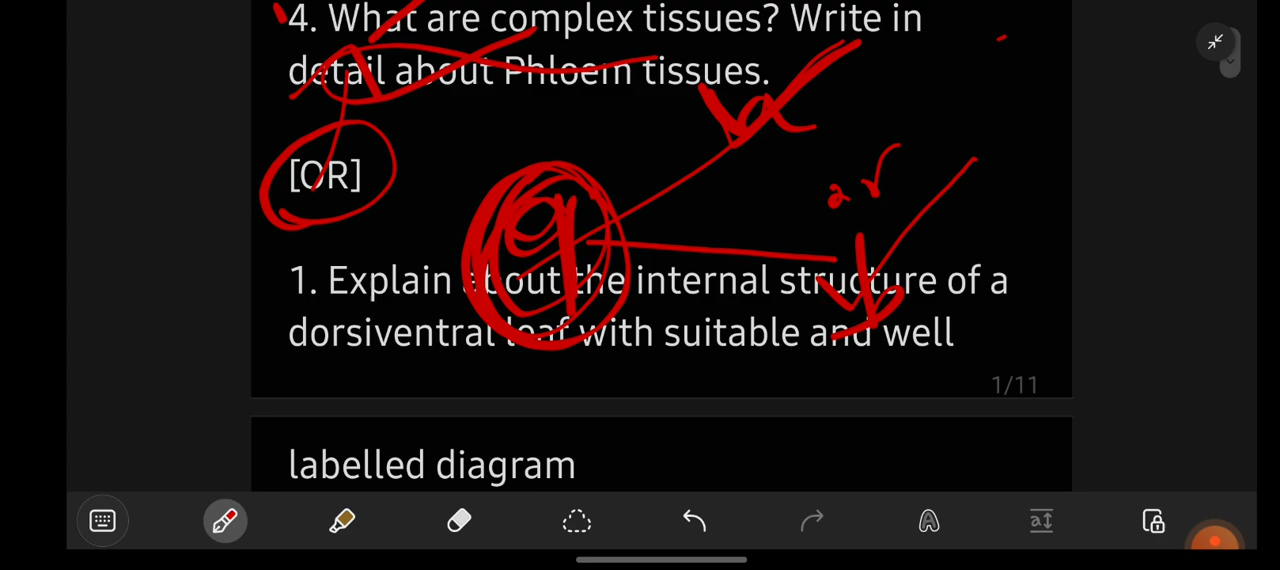 4. What are complex tissues? Write in
detail about Phloem tissues.
[OR]
9
a
1. Explain about the internal structure of a
b
dorsiventral leaf with suitable and well
1/11
labelled diagram